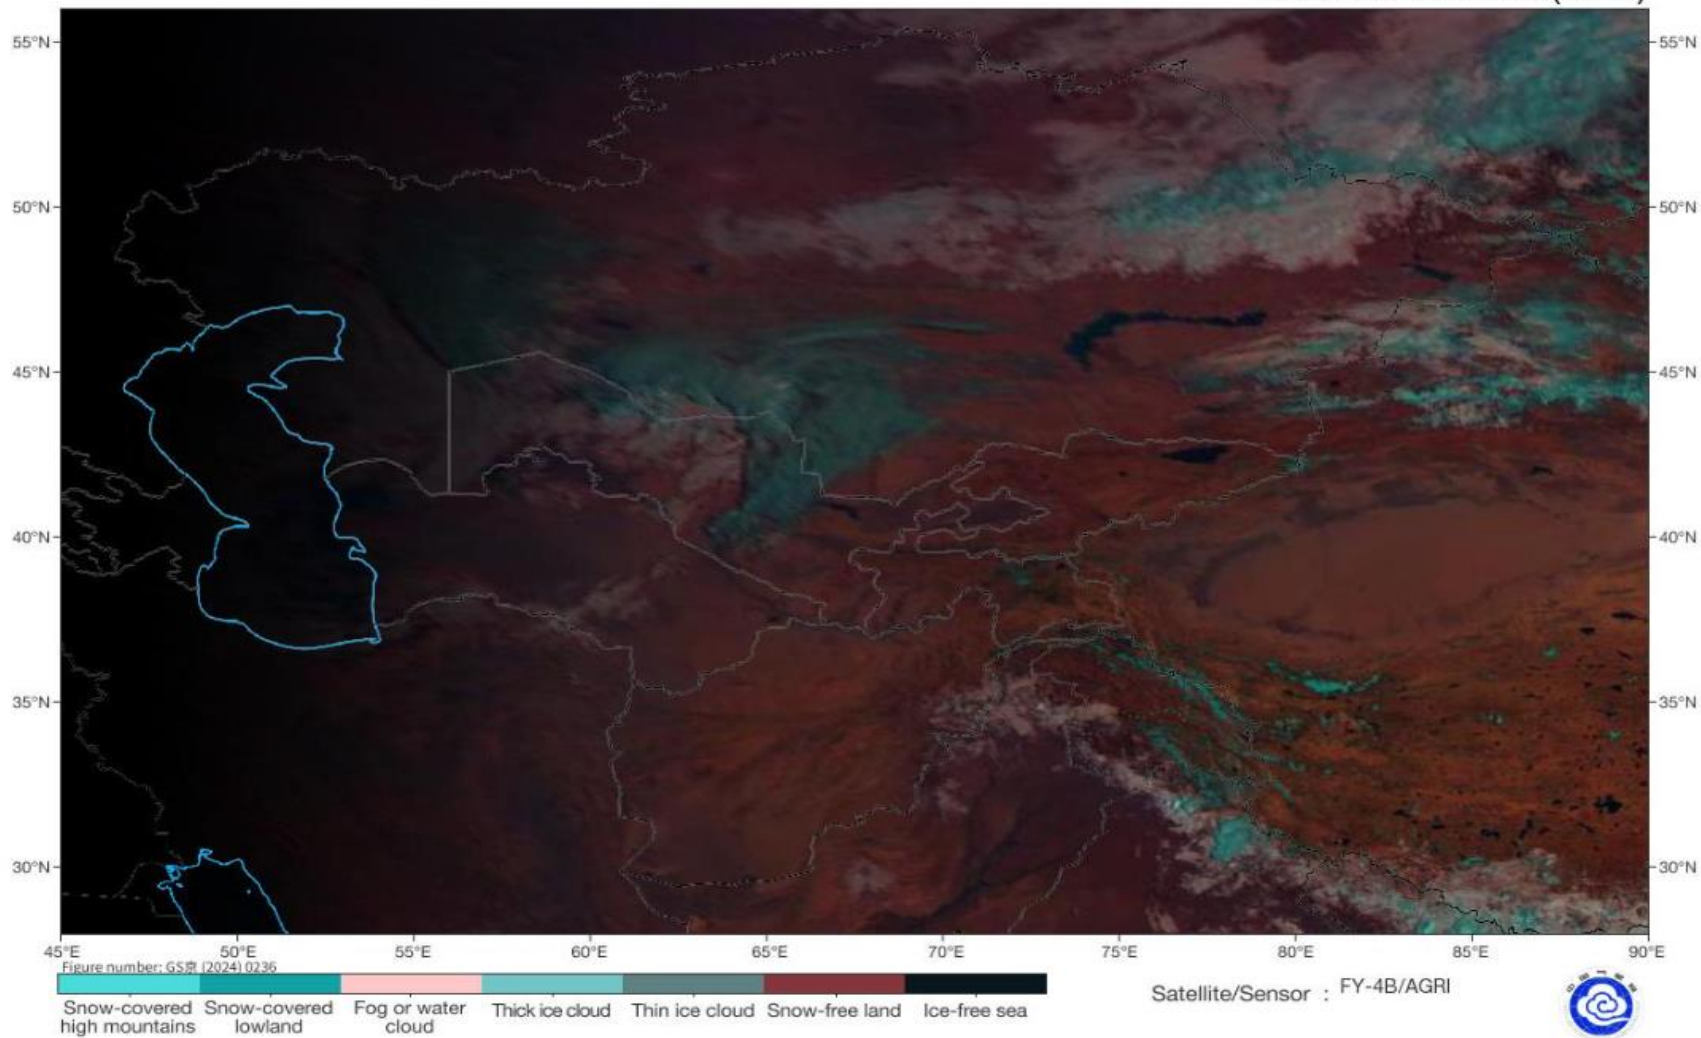 55°N
55°N
50°N
50°N
45°N
45°N
40°N
40°N
35°N
35°N
30°N
30°N
45°E
50°E
55°E
60°E
65°E
70°E
75°E
80°E
85°E
90°E
Figure number: GS京 (2024) 0236
Snow-covered
high mountains
Snow-covered
lowland
Fog or water
cloud
Thick ice cloud
Thin ice cloud
Snow-free land
Ice-free sea
Satellite/Sensor : FY-4B/AGRI